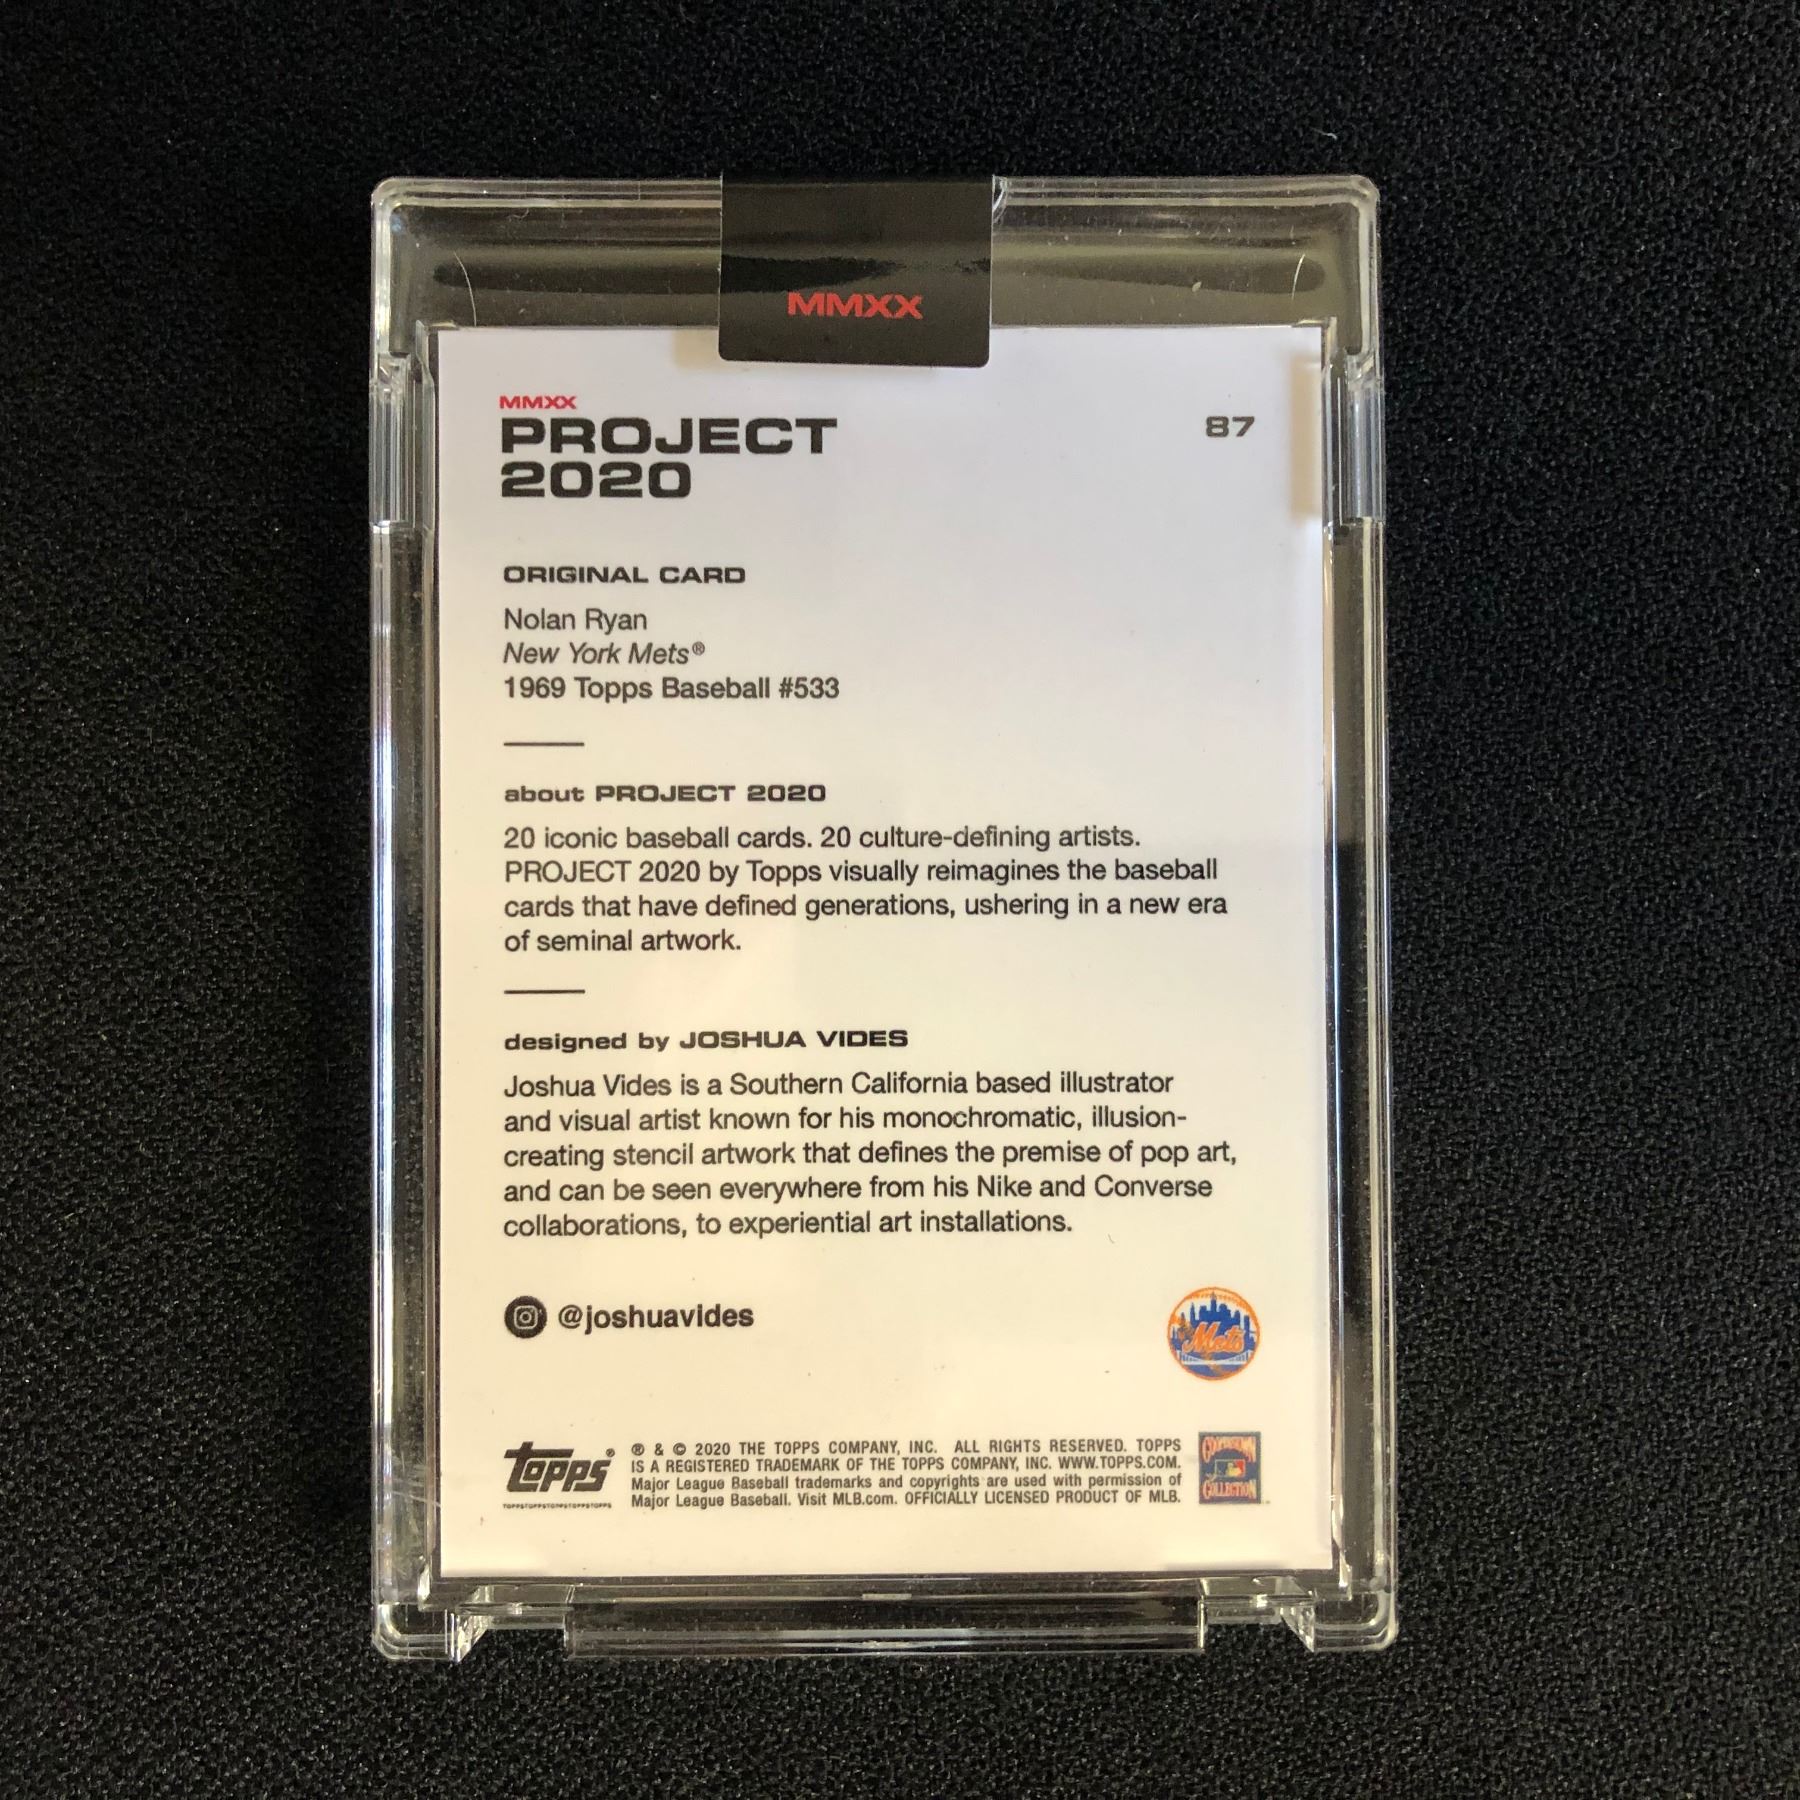 MMXX
MMXX
PROJECT
2020
87
ORIGINAL CARD
Nolan Ryan
New York Mets®
1969 Topps Baseball #533
about PROJECT 2020
20 iconic baseball cards. 20 culture-defining artists.
PROJECT 2020 by Topps visually reimagines the baseball
cards that have defined generations, ushering in a new era
of seminal artwork.
designed by JOSHUA VIDES
Joshua Vides is a Southern California based illustrator
and visual artist known for his monochromatic, illusion-
creating stencil artwork that defines the premise of pop art,
and can be seen everywhere from his Nike and Converse
collaborations, to experiential art installations.
@joshuavides
Mets
topps®
TOPPSTOPPSTOPPSTOPPSTOPPS
® & © 2020 THE TOPPS COMPANY, INC. ALL RIGHTS RESERVED. TOPPS
IS A REGISTERED TRADEMARK OF THE TOPPS COMPANY, INC. WWW.TOPPS.COM.
Major League Baseball trademarks and copyrights are used with permission of
Major League Baseball. Visit MLB.com. OFFICIALLY LICENSED PRODUCT OF MLB.
COOPERSTOWN
COLLECTION